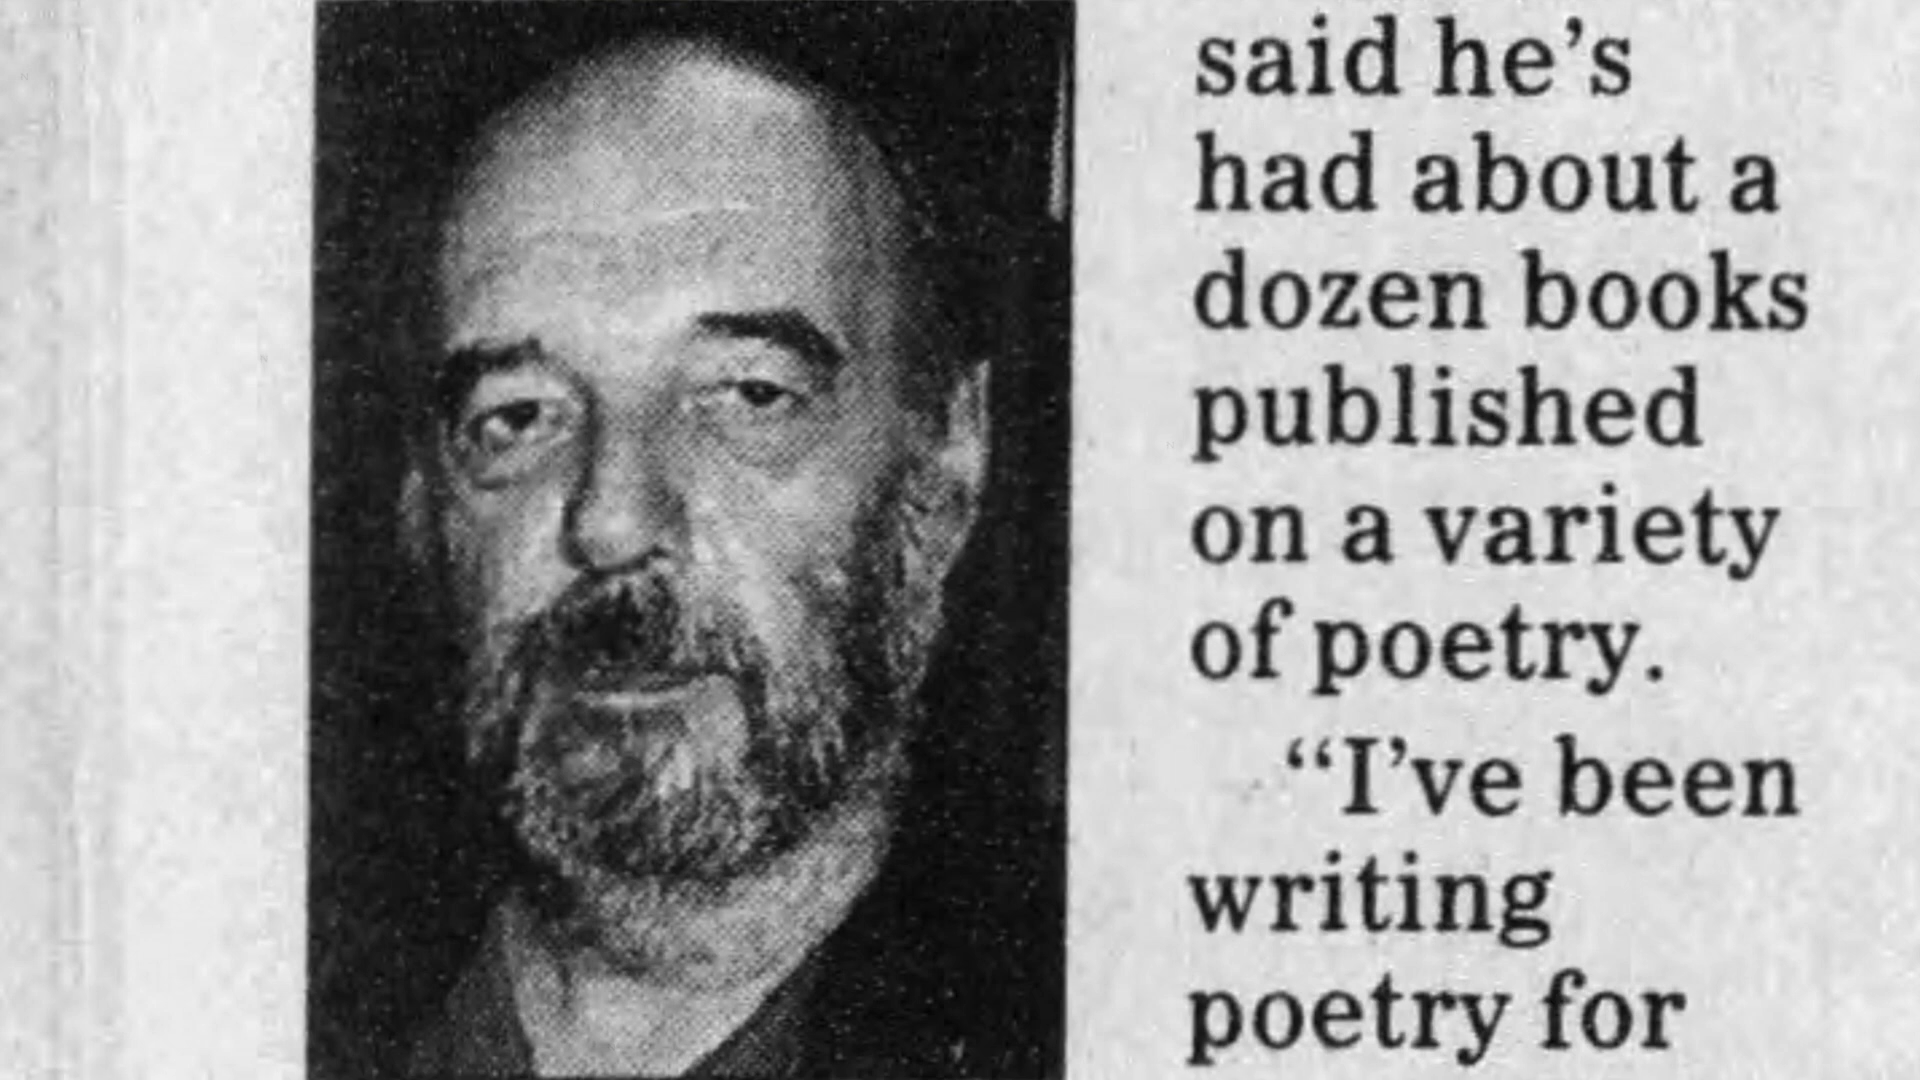 said he's
had about a
dozen books
published
on a variety
of poetry.
“I've been
writing
poetry for